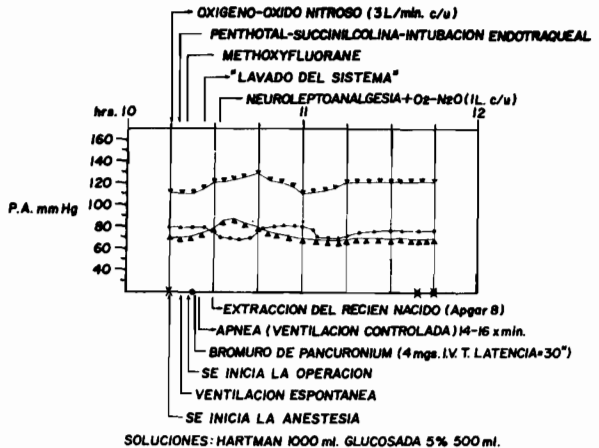 OXIGENO-OXIDO NITROSO (3L/min. c/u)
PENTHOTAL-SUCCINILCOLINA-INTUBACION ENDOTRAQUEAL
METHOXYFLUORANE
"LAVADO DEL SISTEMA"
NEUROLEPTOANALGESIA+O2-N2O(1L. c/u)
hrs. 10 11 12
160
140
120
P.A. mm Hg 100
80
60
40
EXTRACCION DEL RECIEN NACIDO (Apgar 8)
APNEA (VENTILACION CONTROLADA) 14-16 x min.
BROMURO DE PANCURONIUM (4 mgs. I.V. T. LATENCIA=30")
SE INICIA LA OPERACION
VENTILACION ESPONTANEA
SE INICIA LA ANESTESIA
SOLUCIONES: HARTMAN 1000 ml. GLUCOSADA 5% 500 ml.